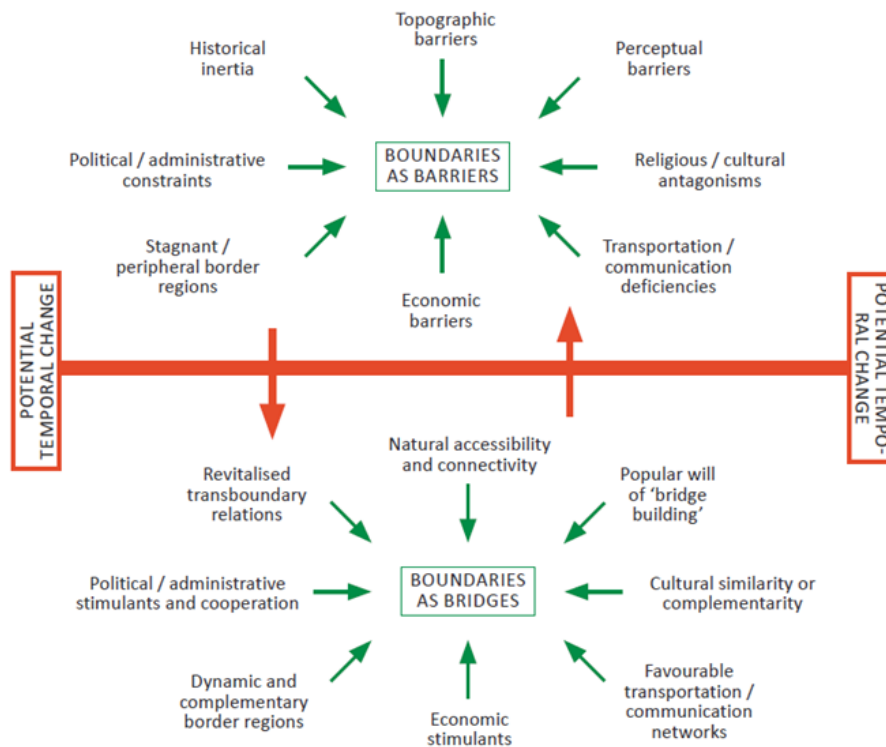 Topographic
barriers
Historical
inertia
Perceptual
barriers
Political / administrative
constraints
BOUNDARIES
AS BARRIERS
Religious / cultural
antagonisms
Stagnant /
peripheral border
regions
Economic
barriers
Transportation /
communication
deficiencies
POTENTIAL
TEMPORAL CHANGE
POTENTIAL TEMPO-
RAL CHANGE
Natural accessibility
and connectivity
Revitalised
transboundary
relations
Popular will
of ‘bridge
building’
Political / administrative
stimulants and cooperation
BOUNDARIES
AS BRIDGES
Cultural similarity or
complementarity
Dynamic and
complementary
border regions
Economic
stimulants
Favourable
transportation /
communication
networks